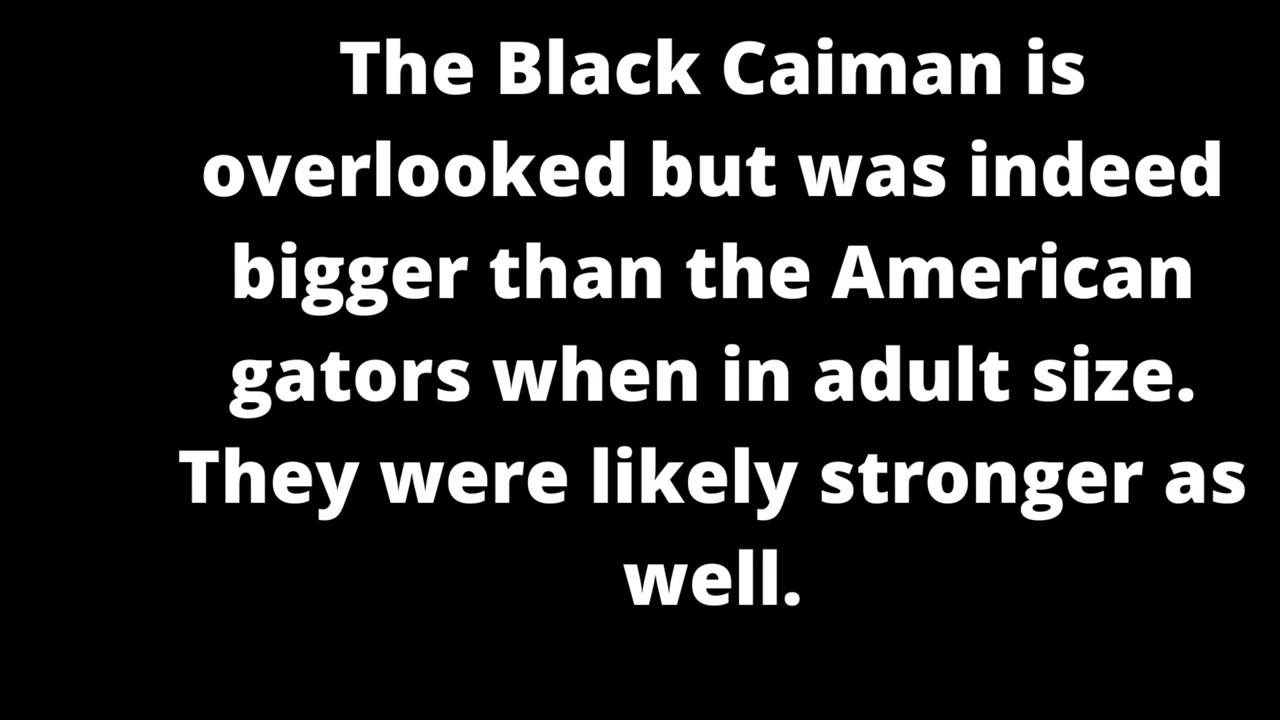 The Black Caiman is
overlooked but was indeed
bigger than the American
gators when in adult size.
They were likely stronger as
well.